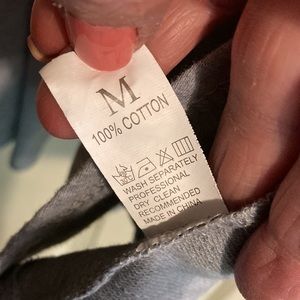 M
100% COTTON
WASH SEPARATELY
PROFESSIONAL
DRY CLEAN
RECOMMENDED
MADE IN CHINA